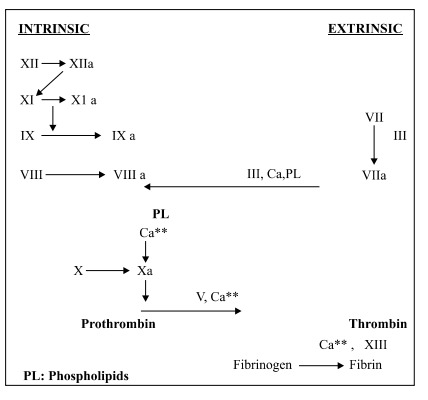 INTRINSIC EXTRINSIC
XII XIIa
XI X1 a
VII
IX IX a III
VIII VIII a III, Ca,PL VIIa
PL
Ca**
X Xa
V, Ca**
Prothrombin Thrombin
Ca** , XIII
Fibrinogen Fibrin
PL: Phospholipids